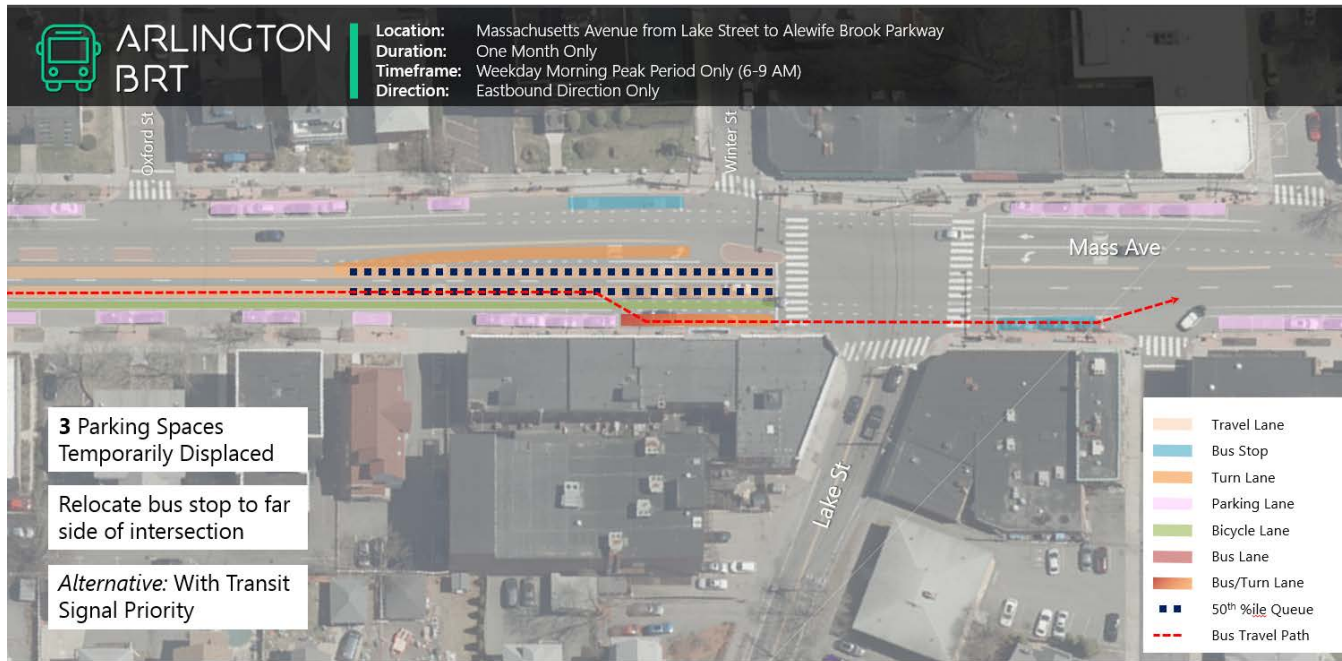 ARLINGTON
BRT
Location: Massachusetts Avenue from Lake Street to Alewife Brook Parkway
Duration: One Month Only
Timeframe: Weekday Morning Peak Period Only (6-9 AM)
Direction: Eastbound Direction Only
Oxford St
Winter St
Mass Ave
Lake St
3 Parking Spaces
Temporarily Displaced
Relocate bus stop to far
side of intersection
Alternative: With Transit
Signal Priority
Travel Lane
Bus Stop
Turn Lane
Parking Lane
Bicycle Lane
Bus Lane
Bus/Turn Lane
50th %ile Queue
Bus Travel Path